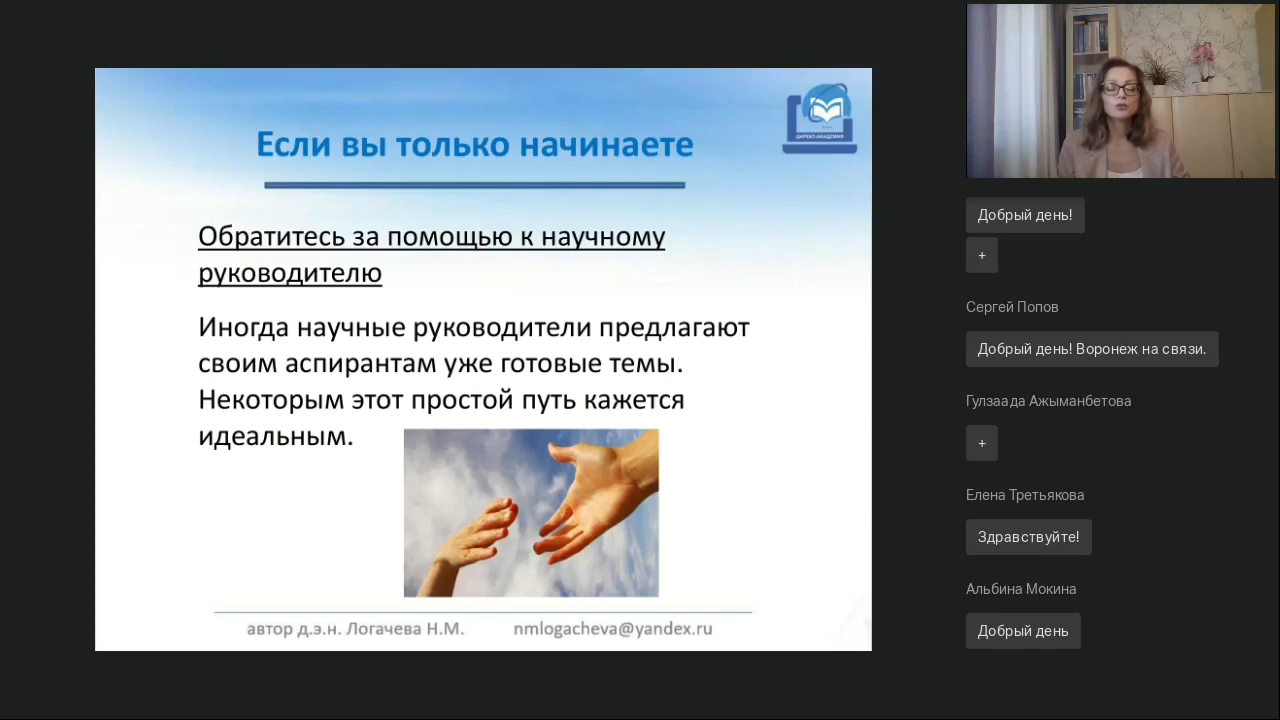 ДИРЕКТ-АКАДЕМИЯ
Если вы только начинаете
Обратитесь за помощью к научному
руководителю
Иногда научные руководители предлагают
своим аспирантам уже готовые темы.
Некоторым этот простой путь кажется
идеальным.
автор д.э.н. Логачева Н.М. nmlogacheva@yandex.ru
Добрый день!
+
Сергей Попов
Добрый день! Воронеж на связи.
Гулзаада Ажыманбетова
+
Елена Третьякова
Здравствуйте!
Альбина Мокина
Добрый день